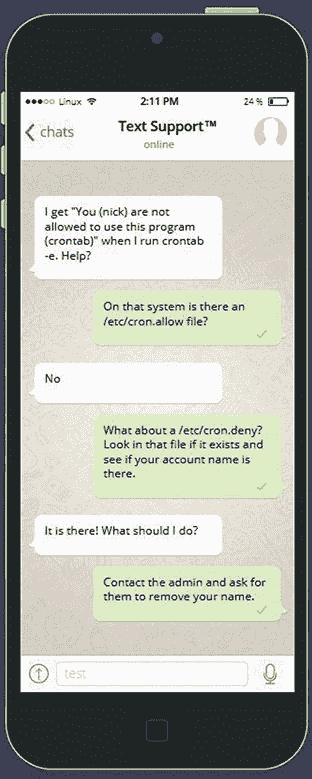 Linux
2:11 PM
24 %
chats
Text Support™
online
I get "You (nick) are not
allowed to use this program
(crontab)" when I run crontab
-e. Help?
On that system is there an
/etc/cron.allow file?
No
What about a /etc/cron.deny?
Look in that file if it exists and
see if your account name is
there.
It is there! What should I do?
Contact the admin and ask for
them to remove your name.
test